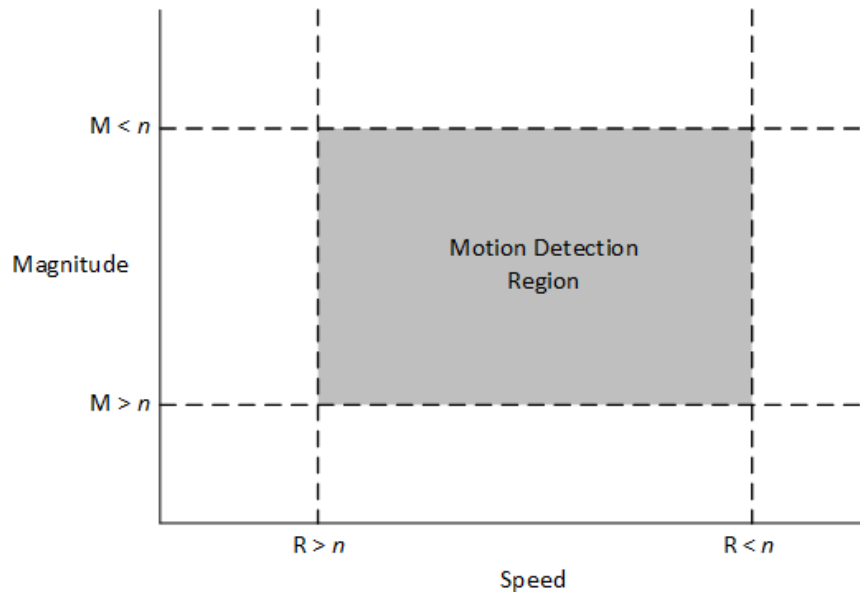 M < n
Magnitude
Motion Detection
Region
M > n
R > n
R < n
Speed